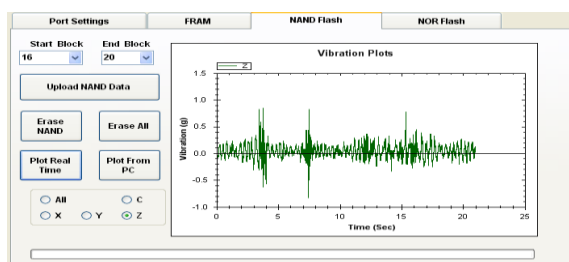 Port Settings FRAM NAND Flash NOR Flash
Start Block End Block
16 20
Upload NAND Data
Erase NAND
Erase All
Plot Real Time
Plot From PC
All C
X Y Z
Vibration Plots
Z
Vibration (g)
1.5
1.0
0.5
0.0
-0.5
-1.0
0 5 10 15 20 25
Time (Sec)